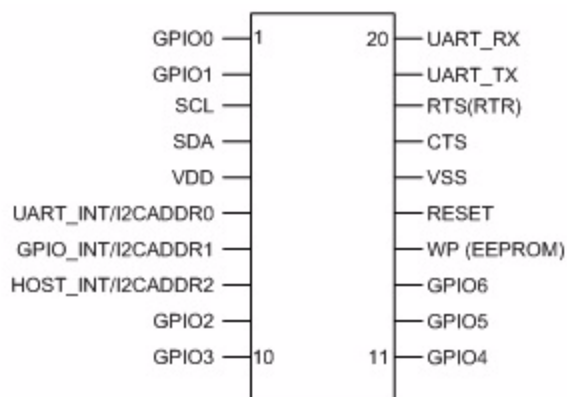 GPIO0 1 20 UART_RX
GPIO1 UART_TX
SCL RTS(RTR)
SDA CTS
VDD VSS
UART_INT/I2CADDR0 RESET
GPIO_INT/I2CADDR1 WP (EEPROM)
HOST_INT/I2CADDR2 GPIO6
GPIO2 GPIO5
GPIO3 10 11 GPIO4